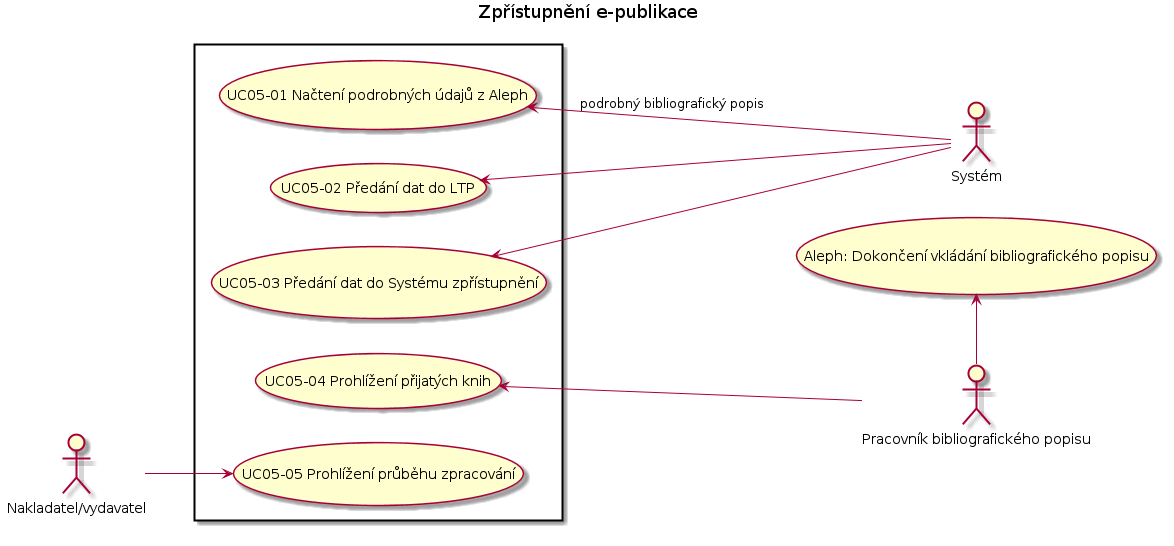 Zpřístupnění e-publikace
UC05-01 Načtení podrobných údajů z Aleph
podrobný bibliografický popis
Systém
UC05-02 Předání dat do LTP
Aleph: Dokončení vkládání bibliografického popisu
UC05-03 Předání dat do Systému zpřístupnění
UC05-04 Prohlížení přijatých knih
Pracovník bibliografického popisu
UC05-05 Prohlížení průběhu zpracování
Nakladatel/vydavatel